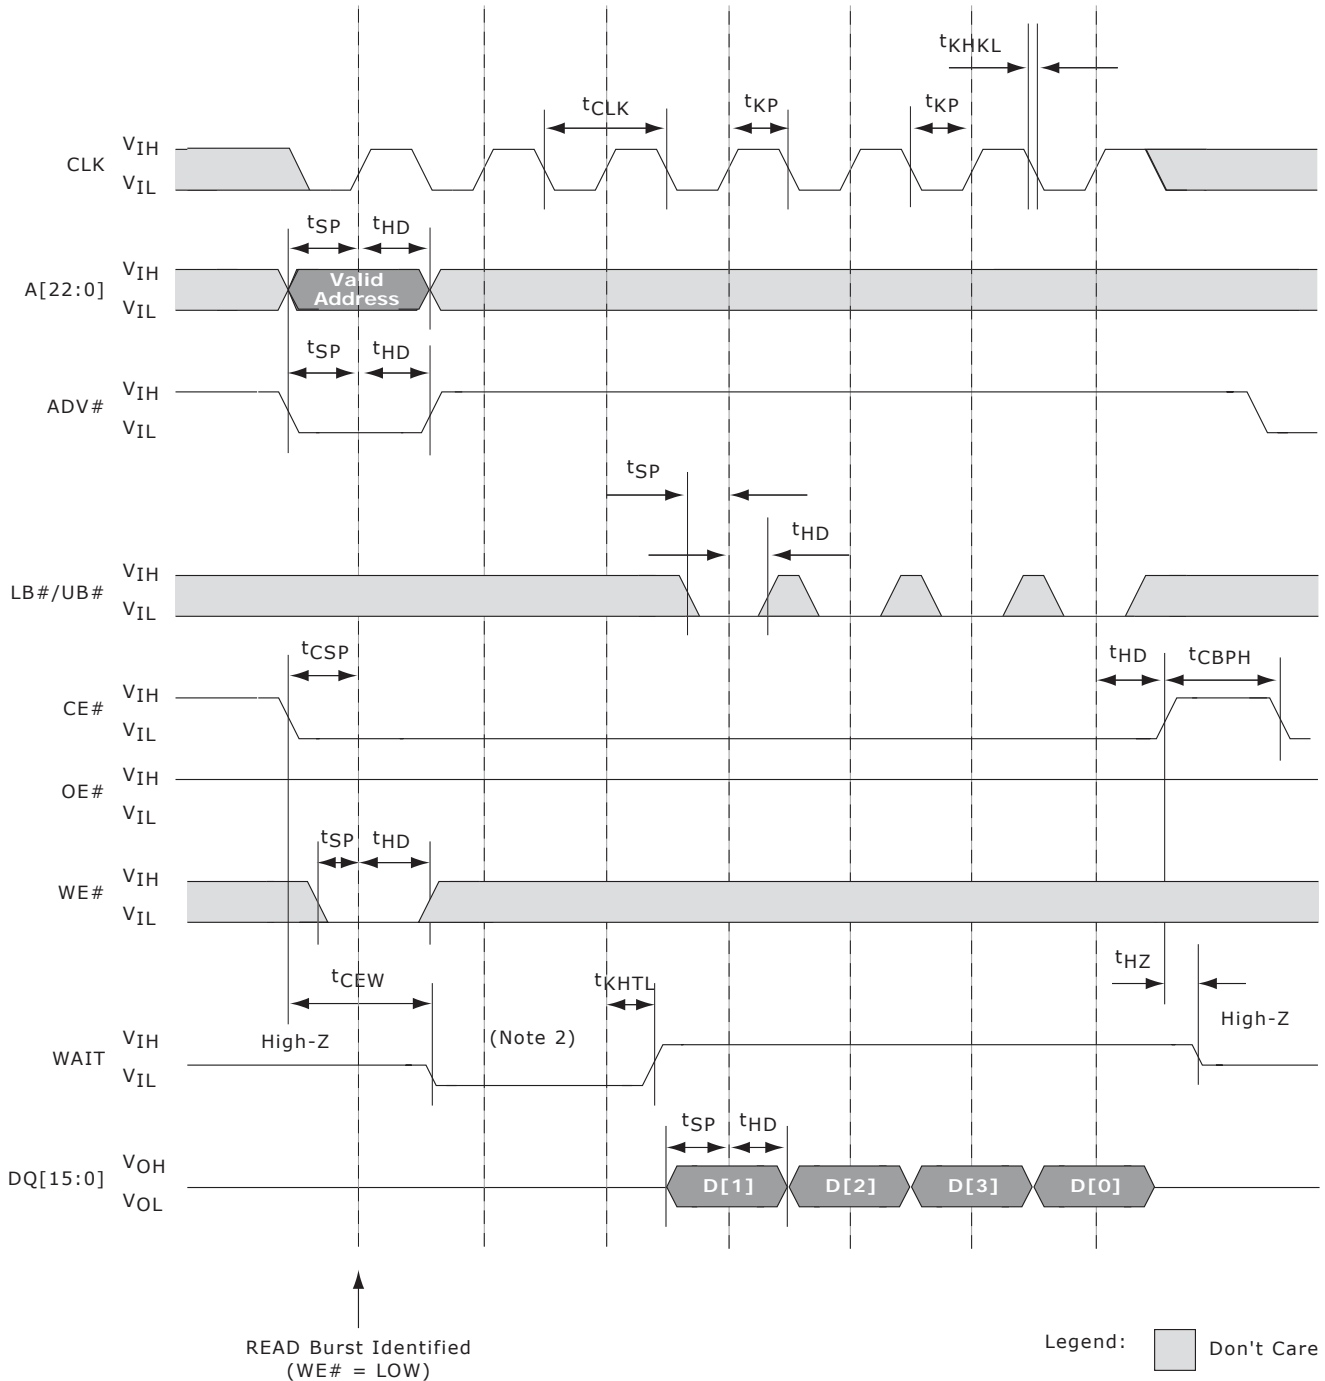 tKHKL
tCLK
tKP
tKP
CLK
VIH
VIL
tSP
tHD
A[22:0]
VIH
VIL
Valid
Address
tSP
tHD
ADV#
VIH
VIL
tSP
tHD
LB#/UB#
VIH
VIL
tCSP
tHD
tCBPH
CE#
VIH
VIL
OE#
VIH
VIL
tSP
tHD
WE#
VIH
VIL
tCEW
tKHTL
tHZ
WAIT
VIH
VIL
High-Z
(Note 2)
High-Z
tSP
tHD
DQ[15:0]
VOH
VOL
D[1]
D[2]
D[3]
D[0]
READ Burst Identified
(WE# = LOW)
Legend:
Don't Care